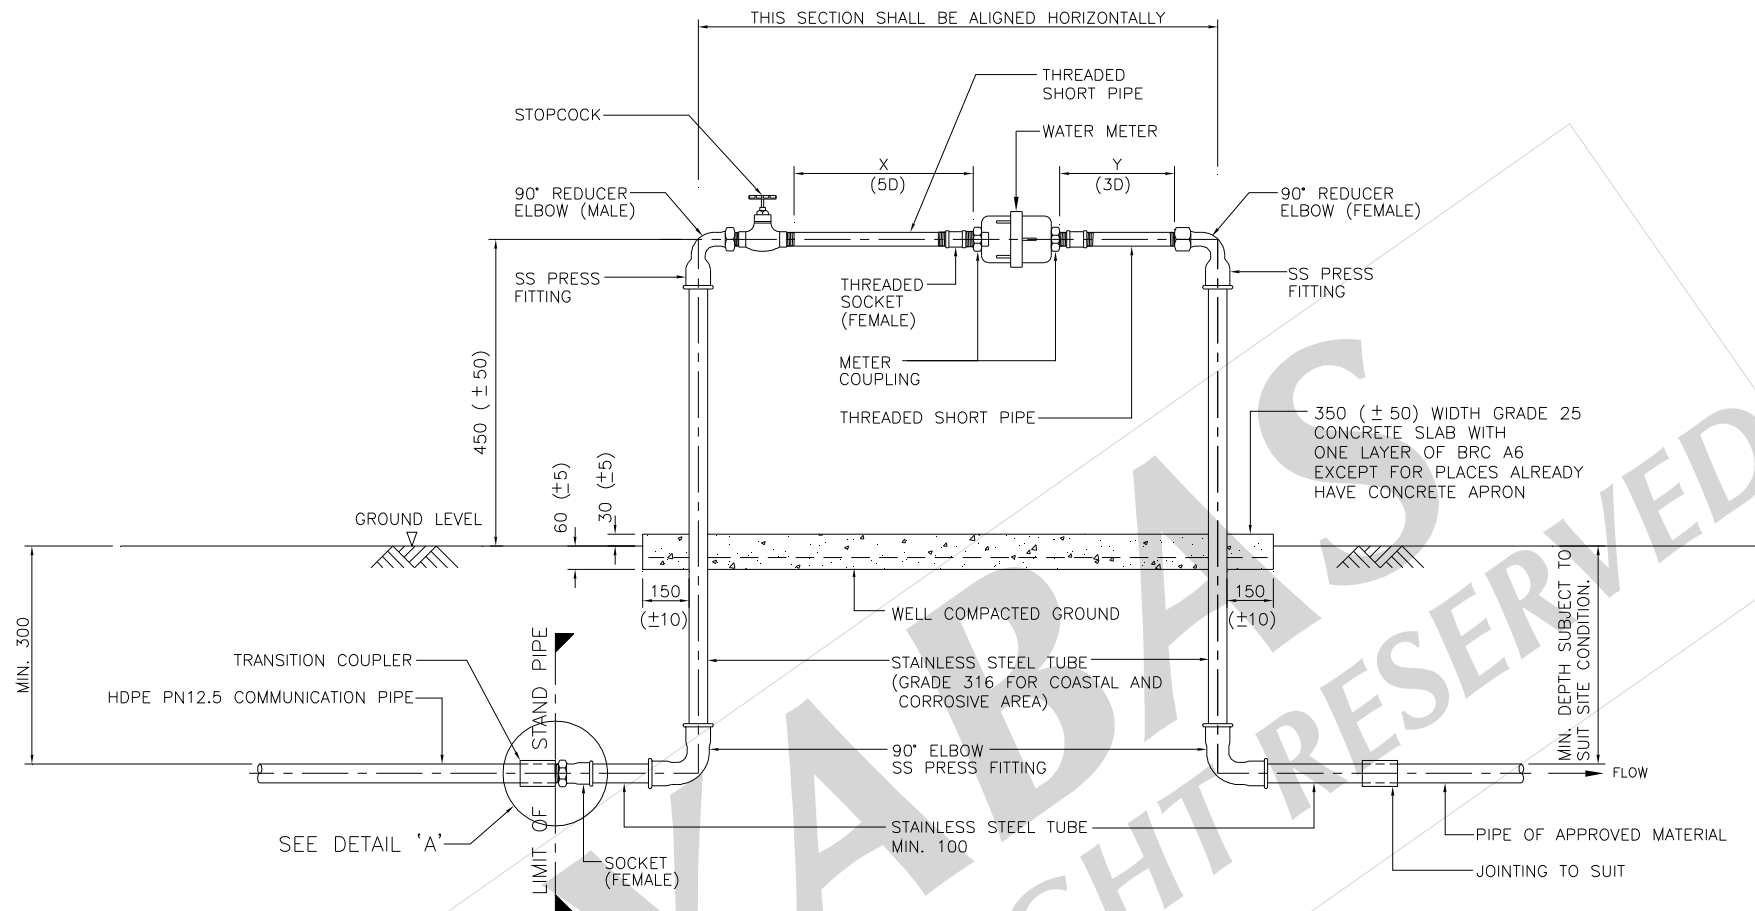 THIS SECTION SHALL BE ALIGNED HORIZONTALLY
THREADED
SHORT PIPE
STOPCOCK
WATER METER
X
(5D)
Y
(3D)
90° REDUCER
ELBOW (MALE)
90° REDUCER
ELBOW (FEMALE)
SS PRESS
FITTING
THREADED
SOCKET
(FEMALE)
SS PRESS
FITTING
450 (±50)
METER
COUPLING
THREADED SHORT PIPE
350 (±50) WIDTH GRADE 25
CONCRETE SLAB WITH
ONE LAYER OF BRC A6
EXCEPT FOR PLACES ALREADY
HAVE CONCRETE APRON
60 (±5)
30 (±5)
GROUND LEVEL
150
(±10)
150
(±10)
WELL COMPACTED GROUND
MIN. 300
MIN. DEPTH SUBJECT TO
SUIT SITE CONDITION.
TRANSITION COUPLER
HDPE PN12.5 COMMUNICATION PIPE
LIMIT OF STAND PIPE
STAINLESS STEEL TUBE
(GRADE 316 FOR COASTAL AND
CORROSIVE AREA)
90° ELBOW
SS PRESS FITTING
FLOW
SEE DETAIL 'A'
SOCKET
(FEMALE)
STAINLESS STEEL TUBE
MIN. 100
PIPE OF APPROVED MATERIAL
JOINTING TO SUIT
YABAS
GHT RESERVED